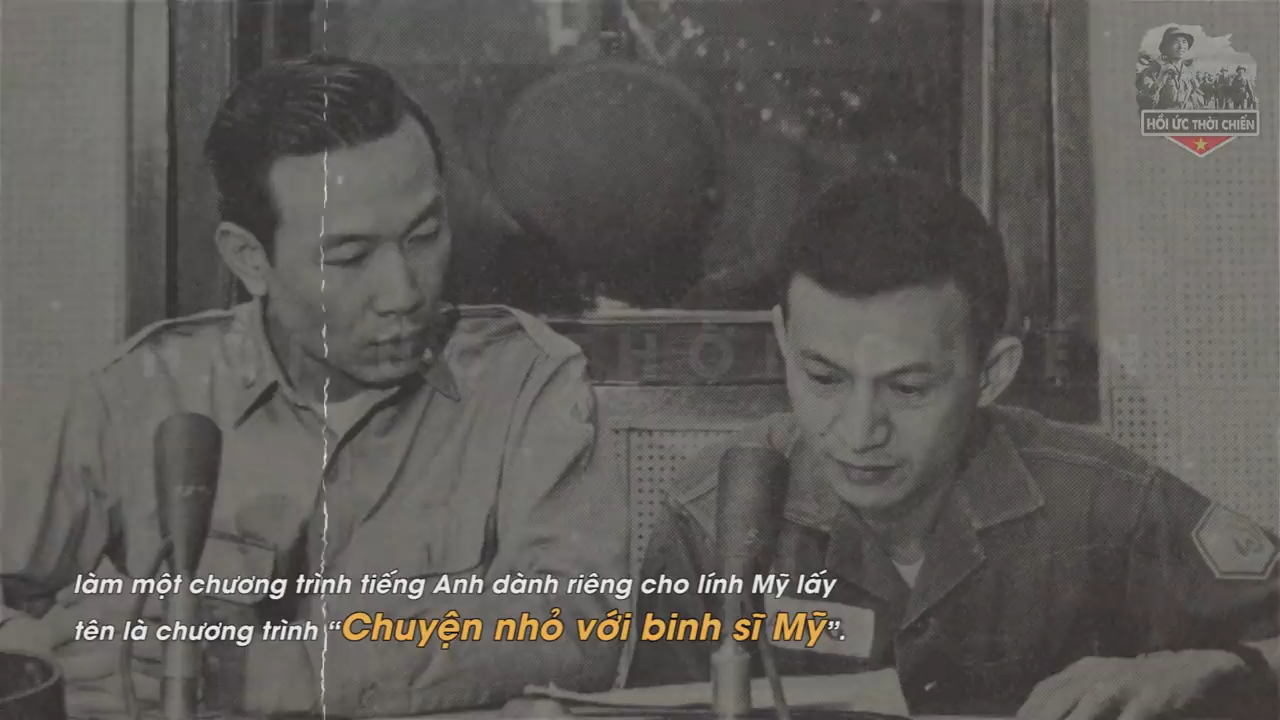 HỒI ỨC THỜI CHIẾN
làm một chương trình tiếng Anh dành riêng cho lính Mỹ lấy
tên là chương trình “Chuyện nhỏ với binh sĩ Mỹ”.